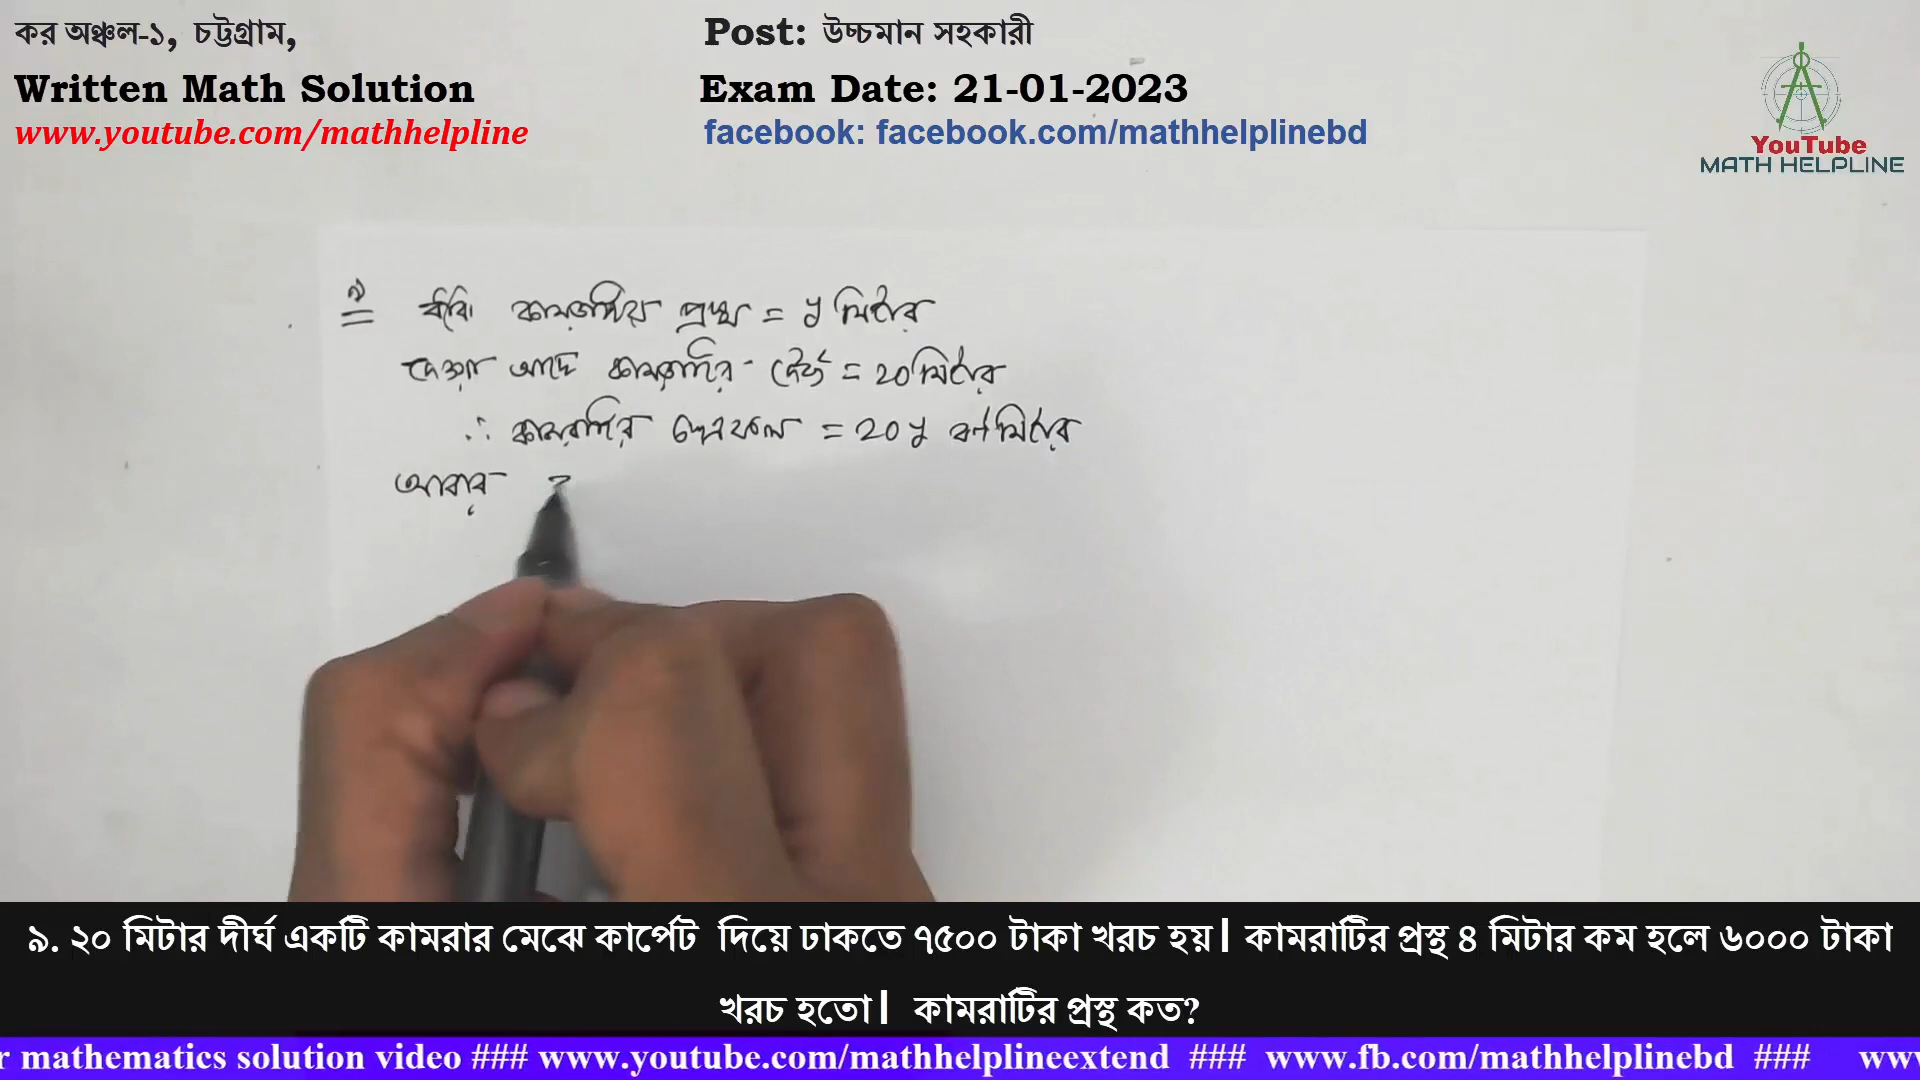 কর অঞ্চল-১, চট্টগ্রাম,
Post: উচ্চমান সহকারী
Written Math Solution
Exam Date: 21-01-2023
www.youtube.com/mathhelpline
facebook: facebook.com/mathhelplinebd
YouTube
MATH HELPLINE
৯ ধরি কামরাটির প্রস্থ = y মিটার
দেওয়া আছে কামরাটির দৈর্ঘ্য = 20 মিটার
∴ কামরাটির ক্ষেত্রফল = 20 y বর্গমিটার
আবার
৯. ২০ মিটার দীর্ঘ একটি কামরার মেঝে কার্পেট দিয়ে ঢাকতে ৭৫০০ টাকা খরচ হয়। কামরাটির প্রস্থ ৪ মিটার কম হলে ৬০০০ টাকা
খরচ হতো। কামরাটির প্রস্থ কত?
r mathematics solution video ### www.youtube.com/mathhelplineextend ### www.fb.com/mathhelplinebd ### www